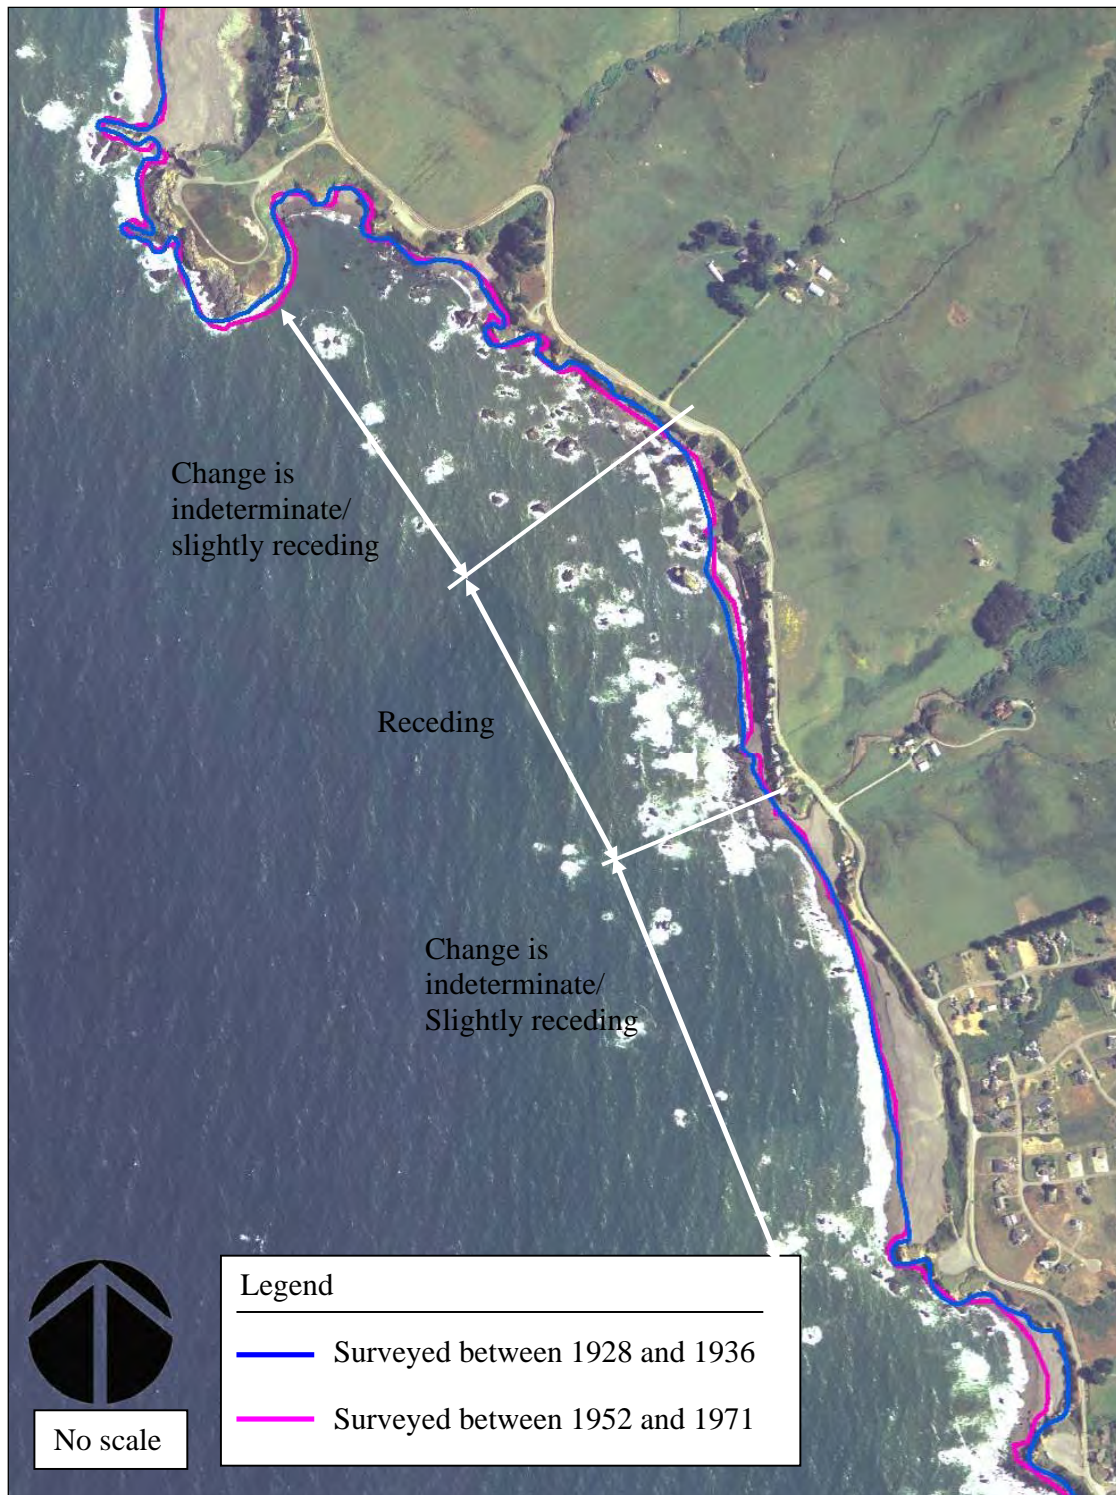 Change is
indeterminate/
slightly receding
Receding
Change is
indeterminate/
Slightly receding
Legend
Surveyed between 1928 and 1936
Surveyed between 1952 and 1971
No scale